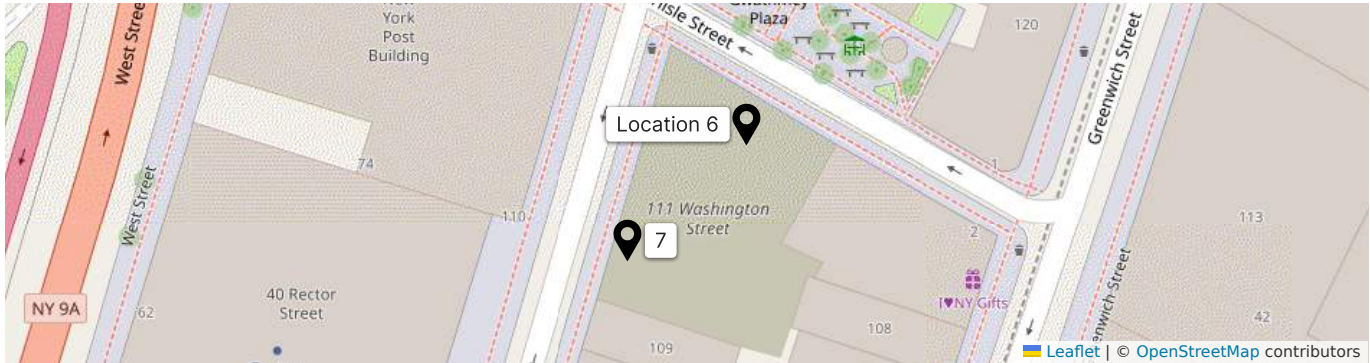 York
Post
Building
West Street
lisle Street
Plaza
120
Greenwich Street
Location 6
74
1
West Street
110
111 Washington
Street
7
2
113
NY 9A
62
40 Rector
Street
I♥NY Gifts
enwich Street
109
108
42
Leaflet | © OpenStreetMap contributors